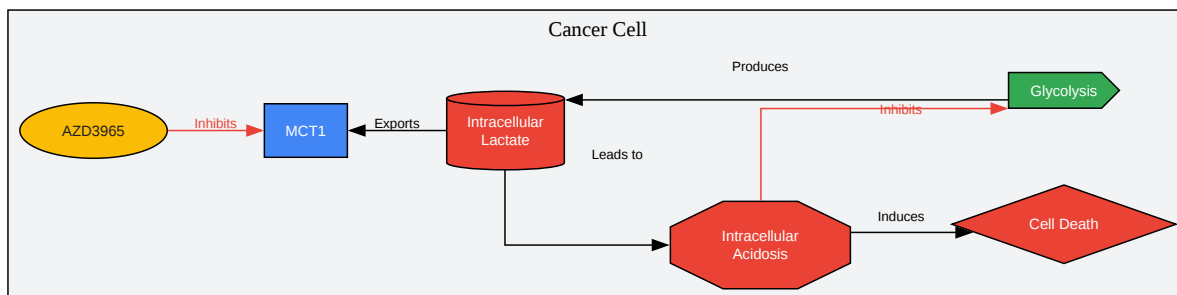 Cancer Cell
Produces
Glycolysis
Inhibits
AZD3965
Inhibits
MCT1
Exports
Intracellular
Lactate
Leads to
Intracellular
Acidosis
Induces
Cell Death